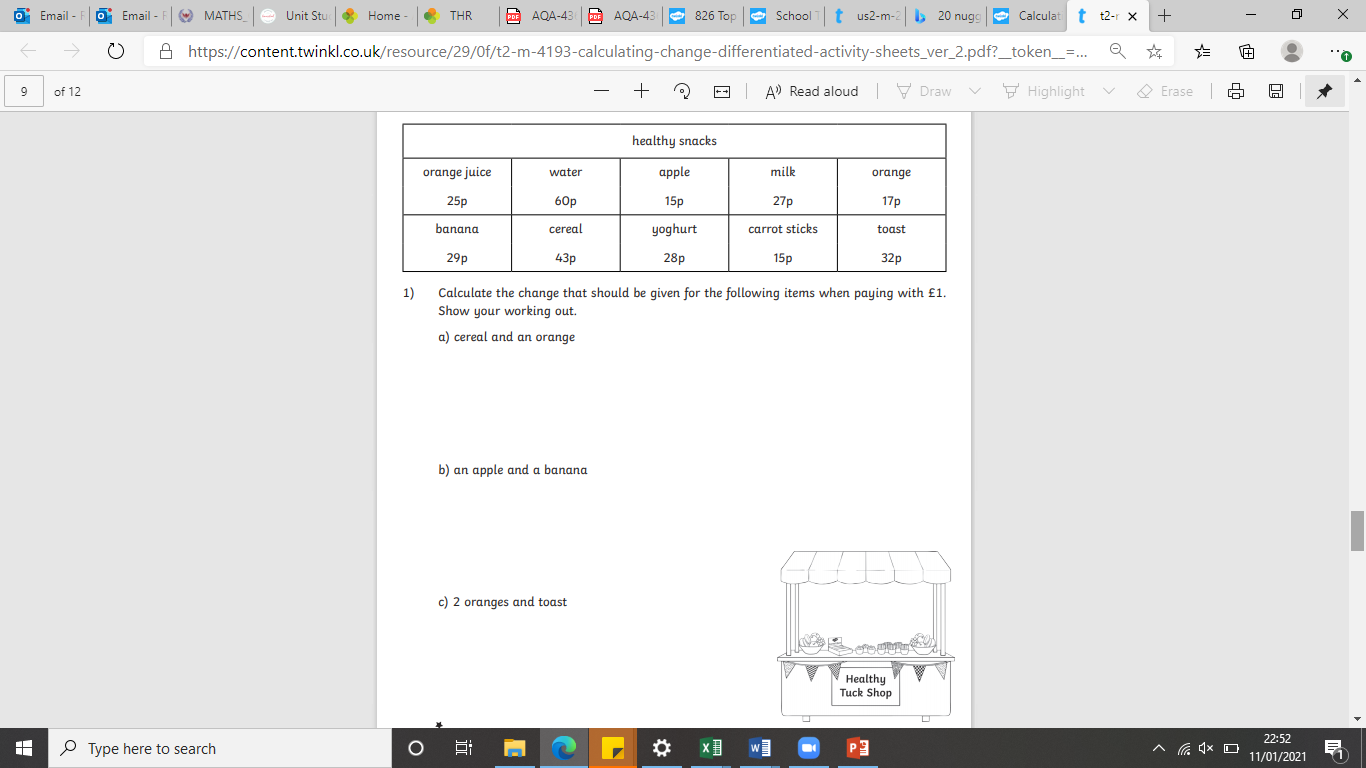 Email - F
Email - F
MATHS_
Unit Stu
Home -
THR
AQA-43
AQA-43
826 Top
School T
us2-m-2
20 nugg
Calculat
t2-r
https://content.twinkl.co.uk/resource/29/0f/t2-m-4193-calculating-change-differentiated-activity-sheets_ver_2.pdf?__token__=...
9 of 12
Read aloud
Draw
Highlight
Erase
healthy snacks
orange juice water apple milk orange
25p 60p 15p 27p 17p
banana cereal yoghurt carrot sticks toast
29p 43p 28p 15p 32p
1) Calculate the change that should be given for the following items when paying with £1.
Show your working out.
a) cereal and an orange
b) an apple and a banana
c) 2 oranges and toast
Healthy
Tuck Shop
Type here to search
22:52
11/01/2021
1